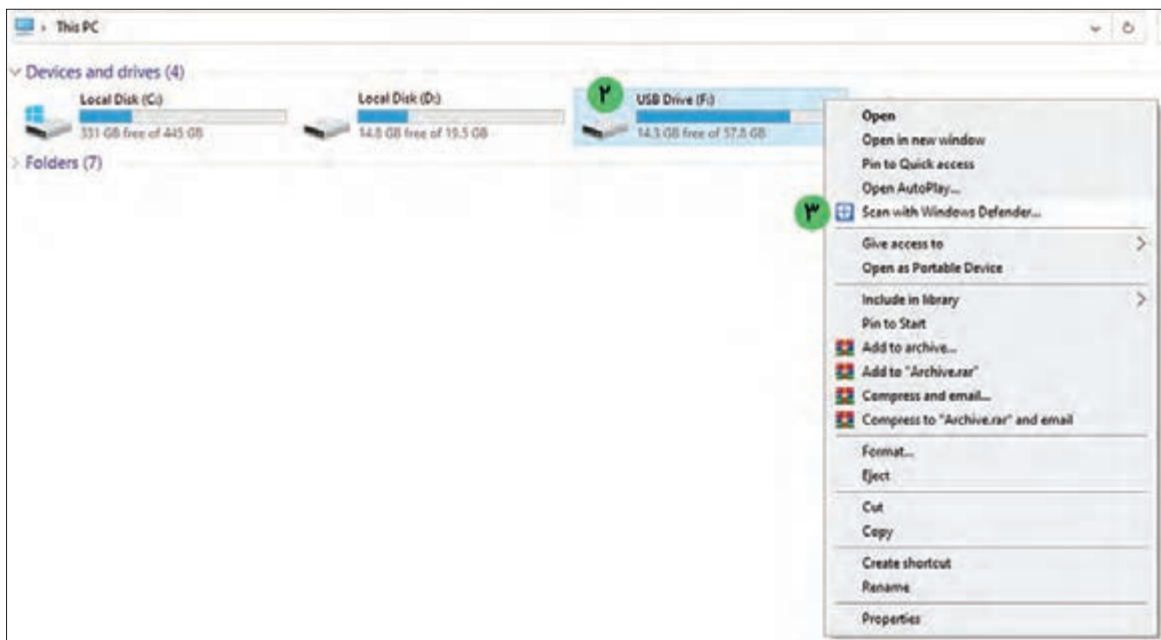 This PC
Devices and drives (4)
Local Disk (C:)
331 GB free of 445 GB
Local Disk (D:)
14.8 GB free of 19.5 GB
۲
USB Drive (F:)
14.3 GB free of 57.8 GB
Folders (7)
Open
Open in new window
Pin to Quick access
Open AutoPlay...
۳ Scan with Windows Defender...
Give access to
Open as Portable Device
Include in library
Pin to Start
Add to archive...
Add to "Archive.rar"
Compress and email...
Compress to "Archive.rar" and email
Format...
Eject
Cut
Copy
Create shortcut
Rename
Properties